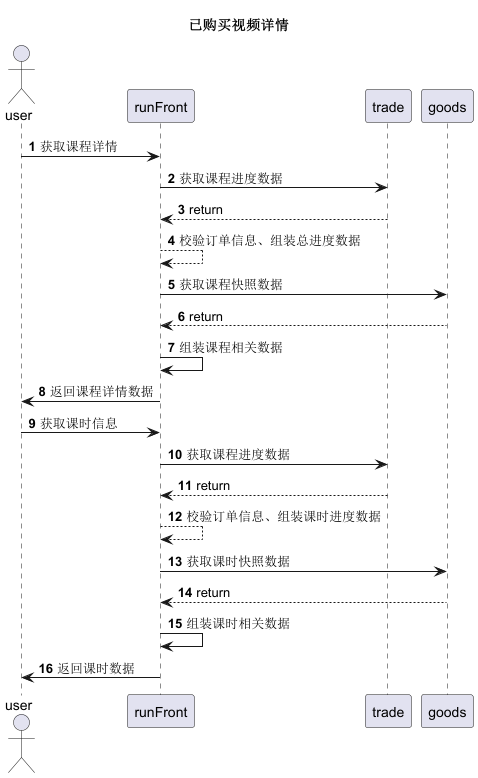 已购买视频详情
user
runFront
trade
goods
1 获取课程详情
2 获取课程进度数据
3 return
4 校验订单信息、组装总进度数据
5 获取课程快照数据
6 return
7 组装课程相关数据
8 返回课程详情数据
9 获取课时信息
10 获取课程进度数据
11 return
12 校验订单信息、组装课时进度数据
13 获取课时快照数据
14 return
15 组装课时相关数据
16 返回课时数据
user
runFront
trade
goods